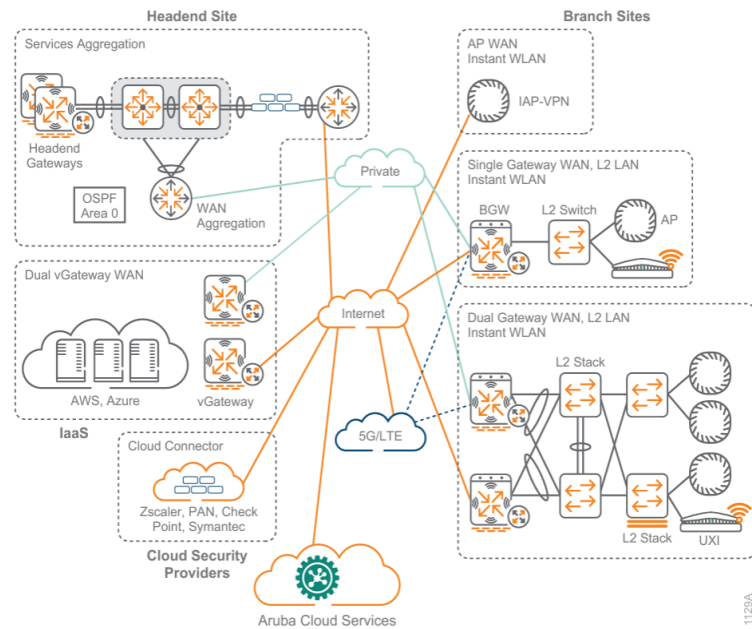 Headend Site
Services Aggregation
Headend
Gateways
OSPF
Area 0
WAN
Aggregation
Private
Branch Sites
AP WAN
Instant WLAN
IAP-VPN
Single Gateway WAN, L2 LAN
Instant WLAN
BGW
L2 Switch
AP
Dual vGateway WAN
AWS, Azure
vGateway
IaaS
Internet
Dual Gateway WAN, L2 LAN
Instant WLAN
L2 Stack
5G/LTE
L2 Stack
UXI
Cloud Connector
Zscaler, PAN, Check
Point, Symantec
Cloud Security
Providers
Aruba Cloud Services
1129A